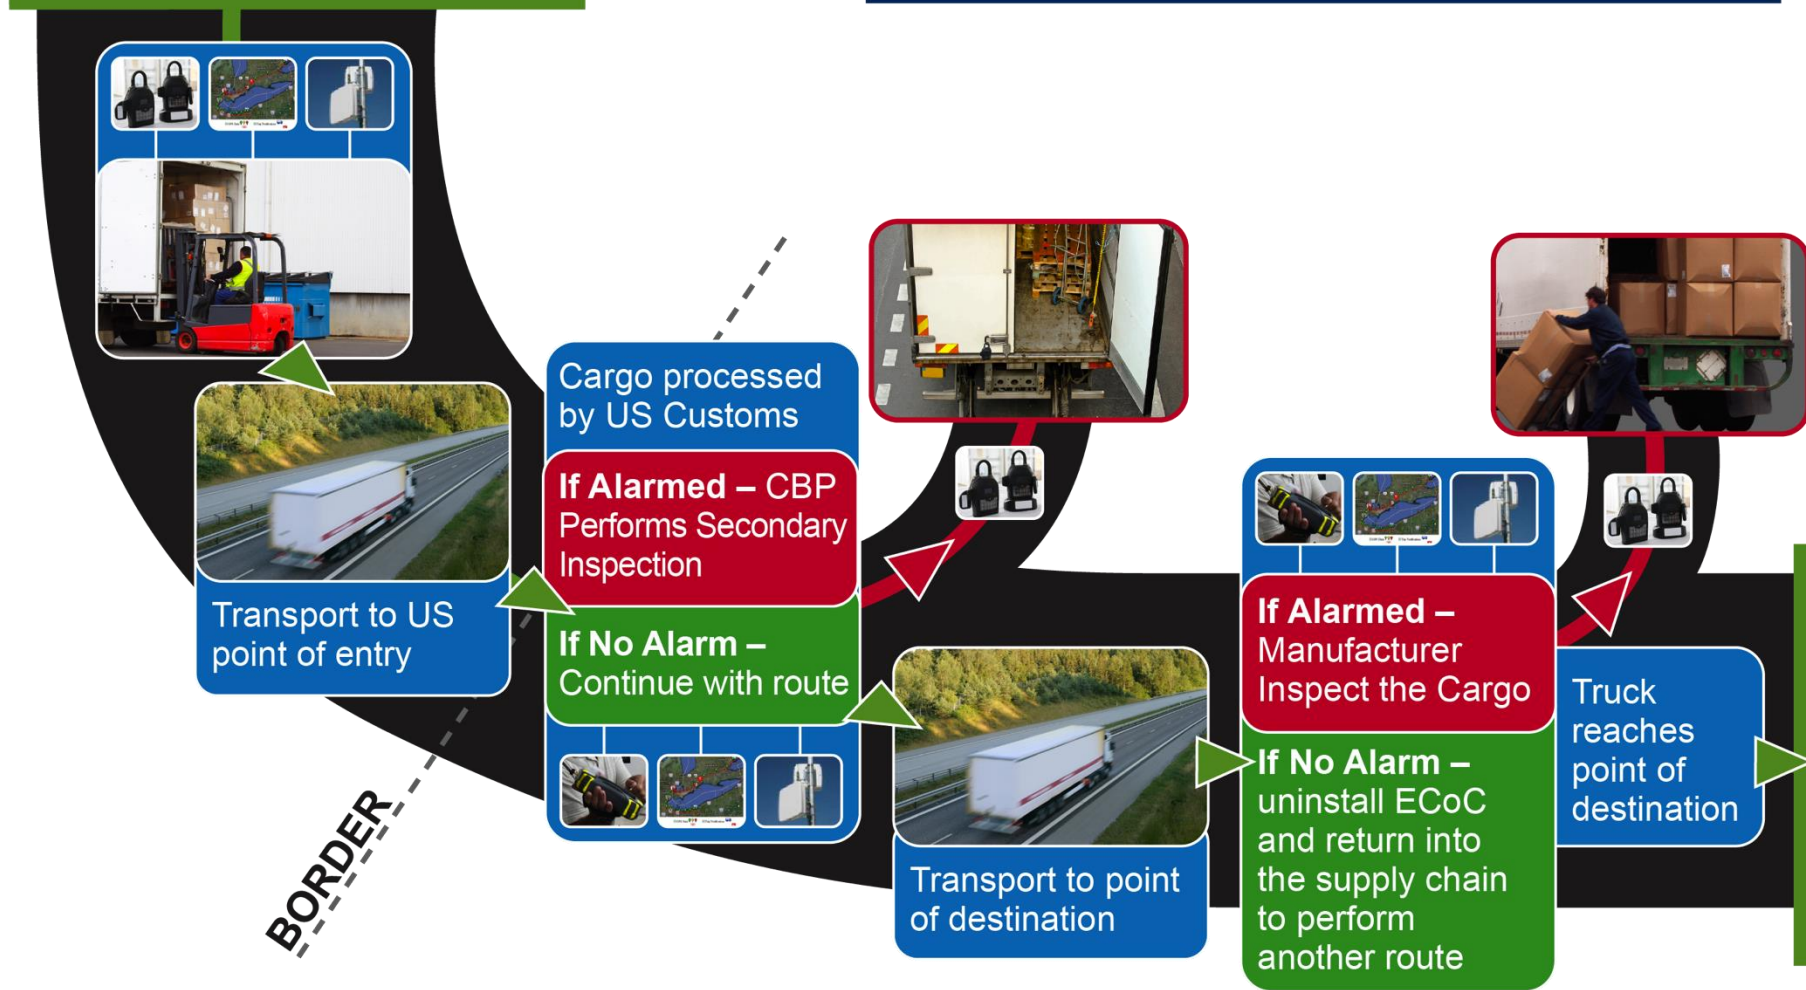 Transport to US
point of entry
BORDER
Cargo processed
by US Customs
If Alarmed – CBP
Performs Secondary
Inspection
If No Alarm –
Continue with route
Transport to point
of destination
If Alarmed –
Manufacturer
Inspect the Cargo
If No Alarm –
uninstall ECoC
and return into
the supply chain
to perform
another route
Truck
reaches
point of
destination